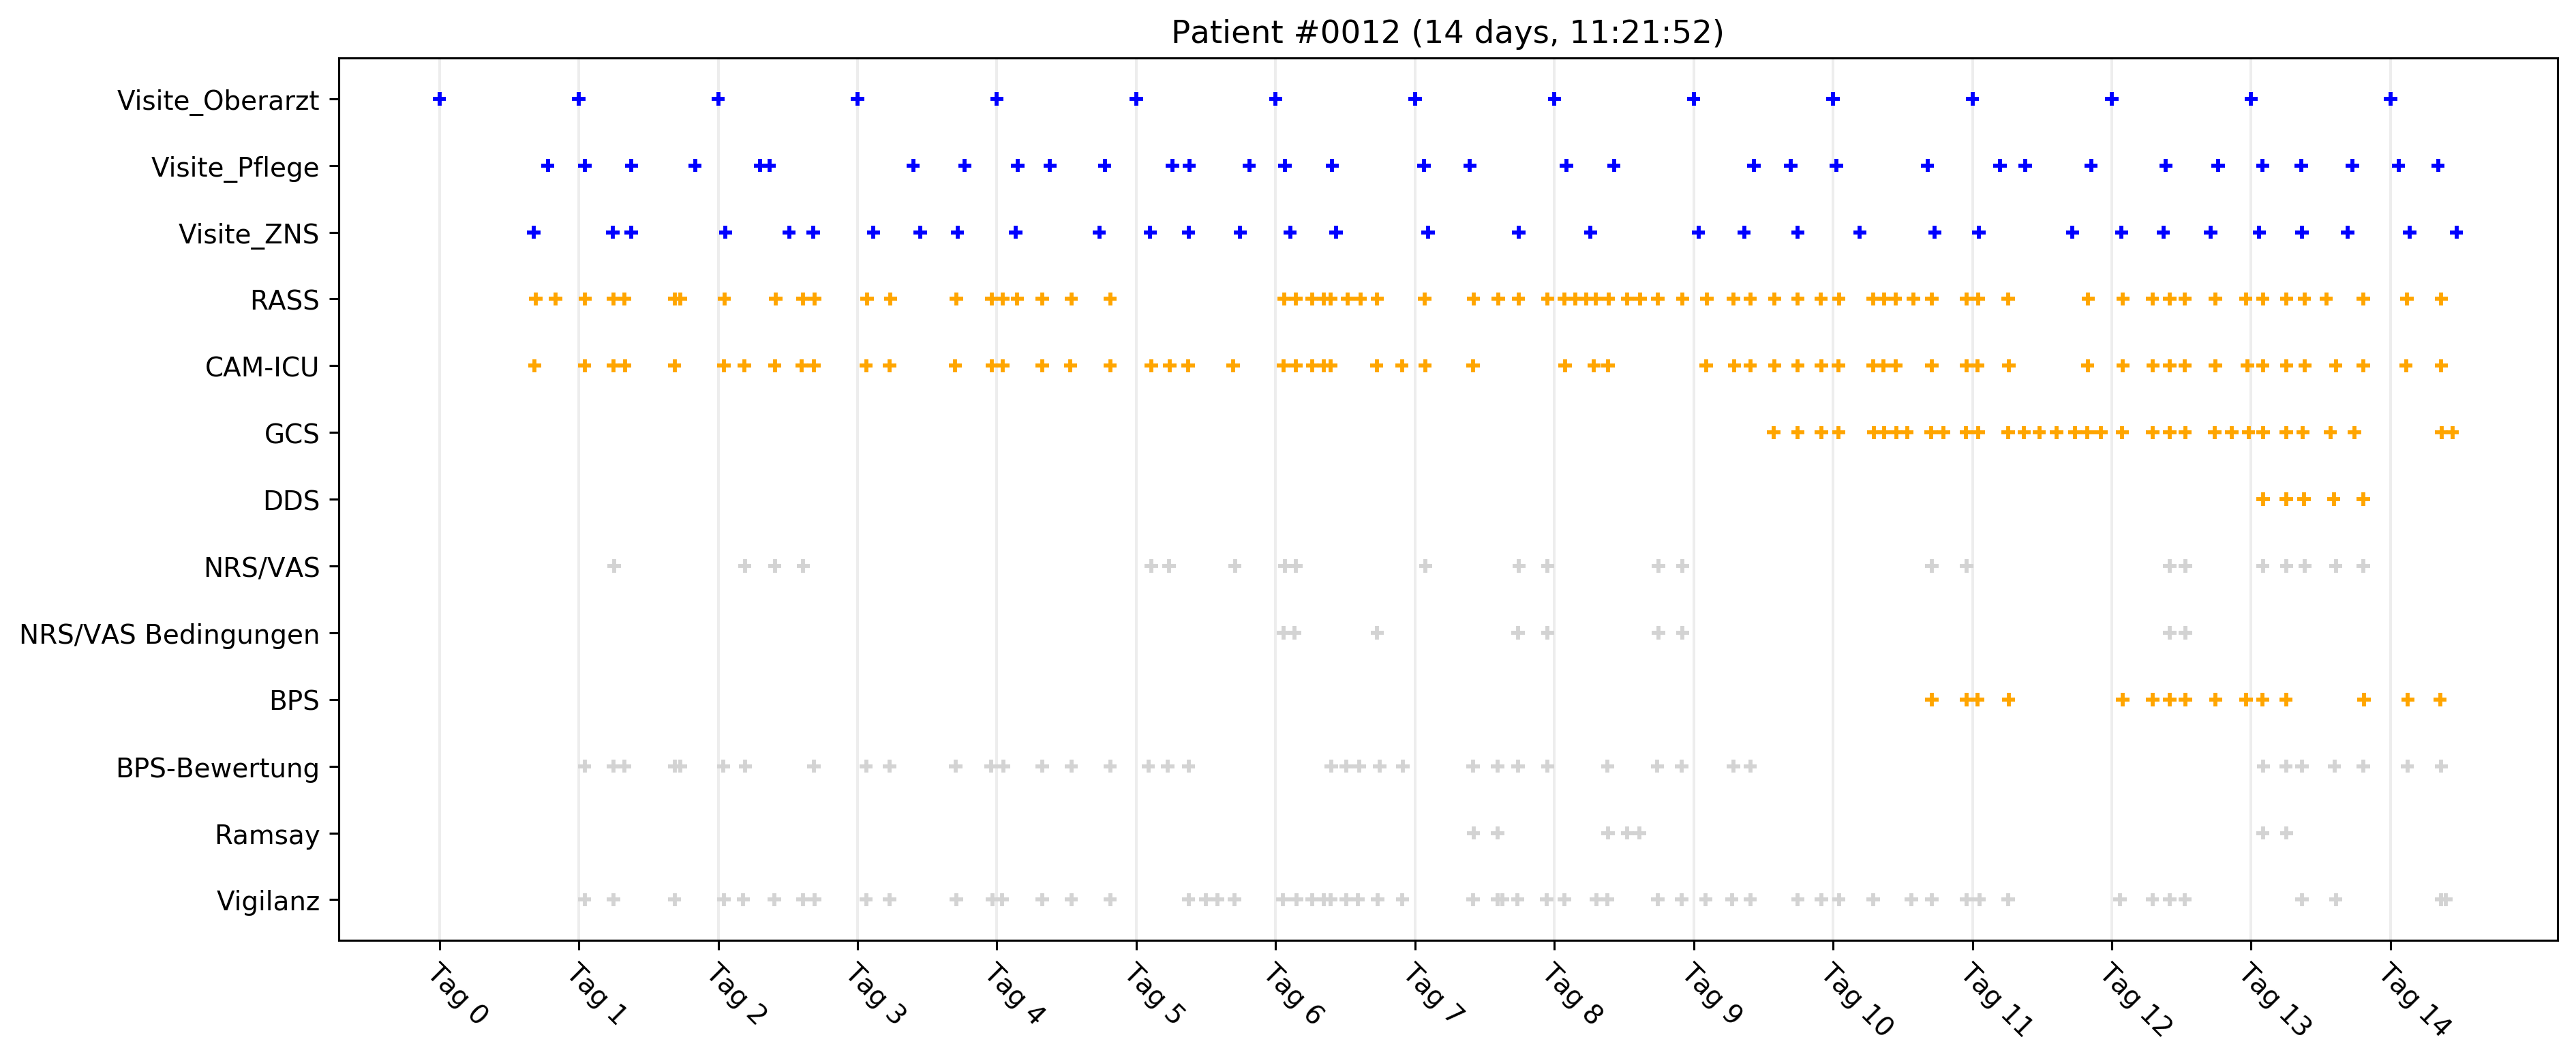 Patient #0012 (14 days, 11:21:52)
Visite_Oberarzt
Visite_Pflege
Visite_ZNS
RASS
CAM-ICU
GCS
DDS
NRS/VAS
NRS/VAS Bedingungen
BPS
BPS-Bewertung
Ramsay
Vigilanz
Tag 0
Tag 1
Tag 2
Tag 3
Tag 4
Tag 5
Tag 6
Tag 7
Tag 8
Tag 9
Tag 10
Tag 11
Tag 12
Tag 13
Tag 14